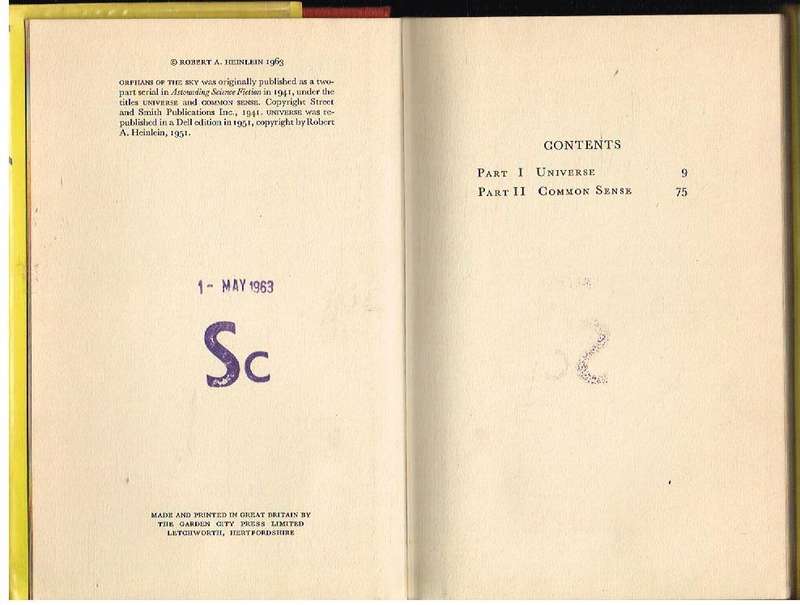 © ROBERT A. HEINLEIN 1963
ORPHANS OF THE SKY was originally published as a two-
part serial in Astounding Science Fiction in 1941, under the
titles UNIVERSE and COMMON SENSE. Copyright Street
and Smith Publications Inc., 1941. UNIVERSE was re-
published in a Dell edition in 1951, copyright by Robert
A. Heinlein, 1951.
1- MAY 1963
Sc
MADE AND PRINTED IN GREAT BRITAIN BY
THE GARDEN CITY PRESS LIMITED
LETCHWORTH, HERTFORDSHIRE
CONTENTS
PART I UNIVERSE 9
PART II COMMON SENSE 75